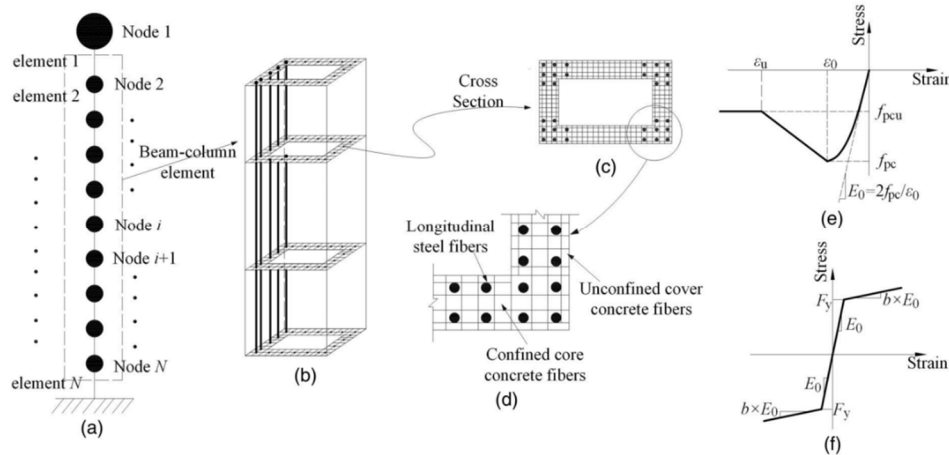 Node 1
element 1
Node 2
element 2
Beam-column
element
Node i
Node i+1
Node N
element N
(a)
(b)
Cross
Section
(c)
Longitudinal
steel fibers
Unconfined cover
concrete fibers
Confined core
concrete fibers
(d)
Stress
εu
ε0
Strain
fpcu
fpc
E0=2fpc/ε0
(e)
Stress
Fy
b×E0
E0
Strain
E0
b×E0
Fy
(f)